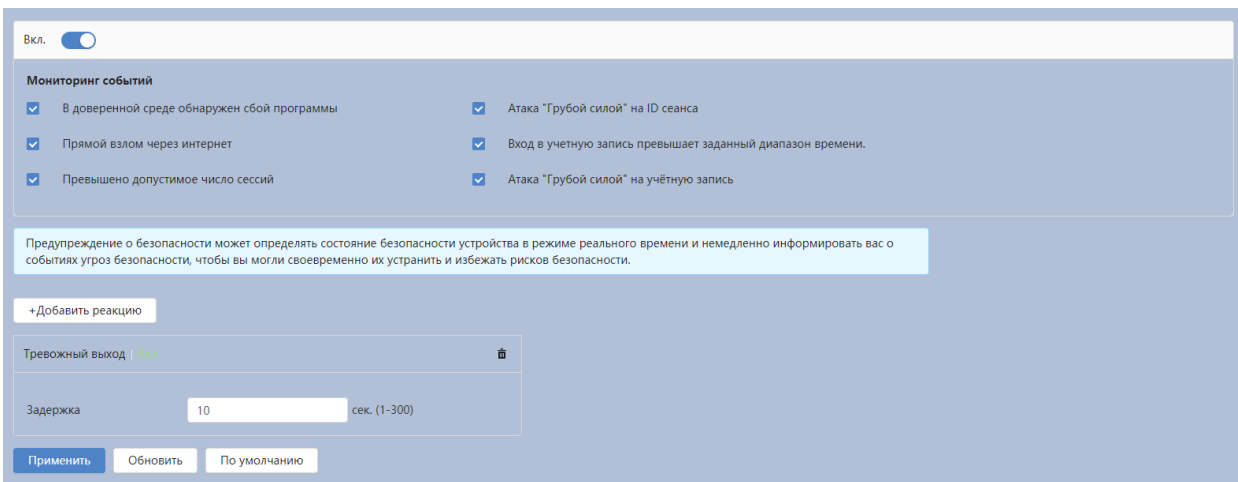 Вкл.
Мониторинг событий
В доверенной среде обнаружен сбой программы
Атака "Грубой силой" на ID сеанса
Прямой взлом через интернет
Вход в учетную запись превышает заданный диапазон времени.
Превышено допустимое число сессий
Атака "Грубой силой" на учётную запись
Предупреждение о безопасности может определять состояние безопасности устройства в режиме реального времени и немедленно информировать вас о
событиях угроз безопасности, чтобы вы могли своевременно их устранить и избежать рисков безопасности.
+Добавить реакцию
Тревожный выход |
Задержка 10 сек. (1-300)
Применить Обновить По умолчанию